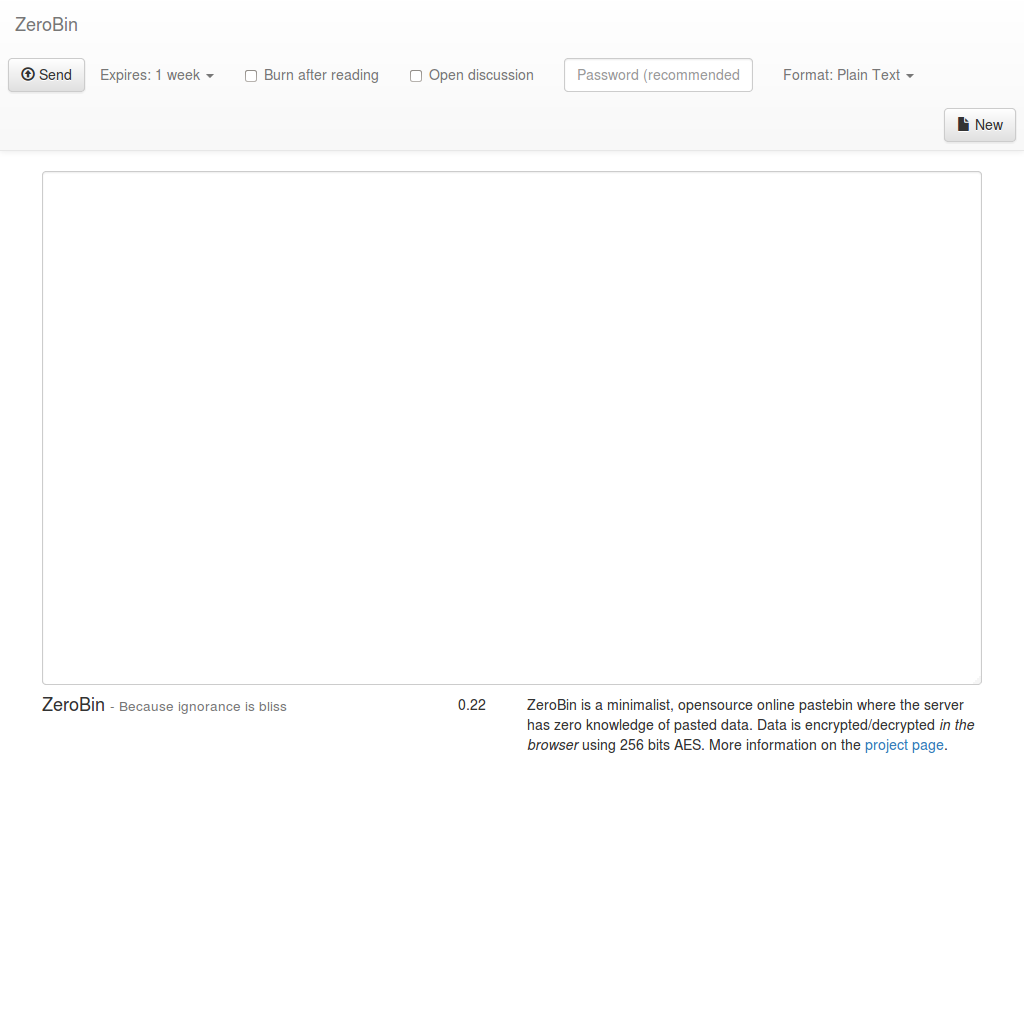 ZeroBin
Send Expires: 1 week Burn after reading Open discussion Password (recommended Format: Plain Text
New
ZeroBin - Because ignorance is bliss
0.22
ZeroBin is a minimalist, opensource online pastebin where the server
has zero knowledge of pasted data. Data is encrypted/decrypted in the
browser using 256 bits AES. More information on the project page.